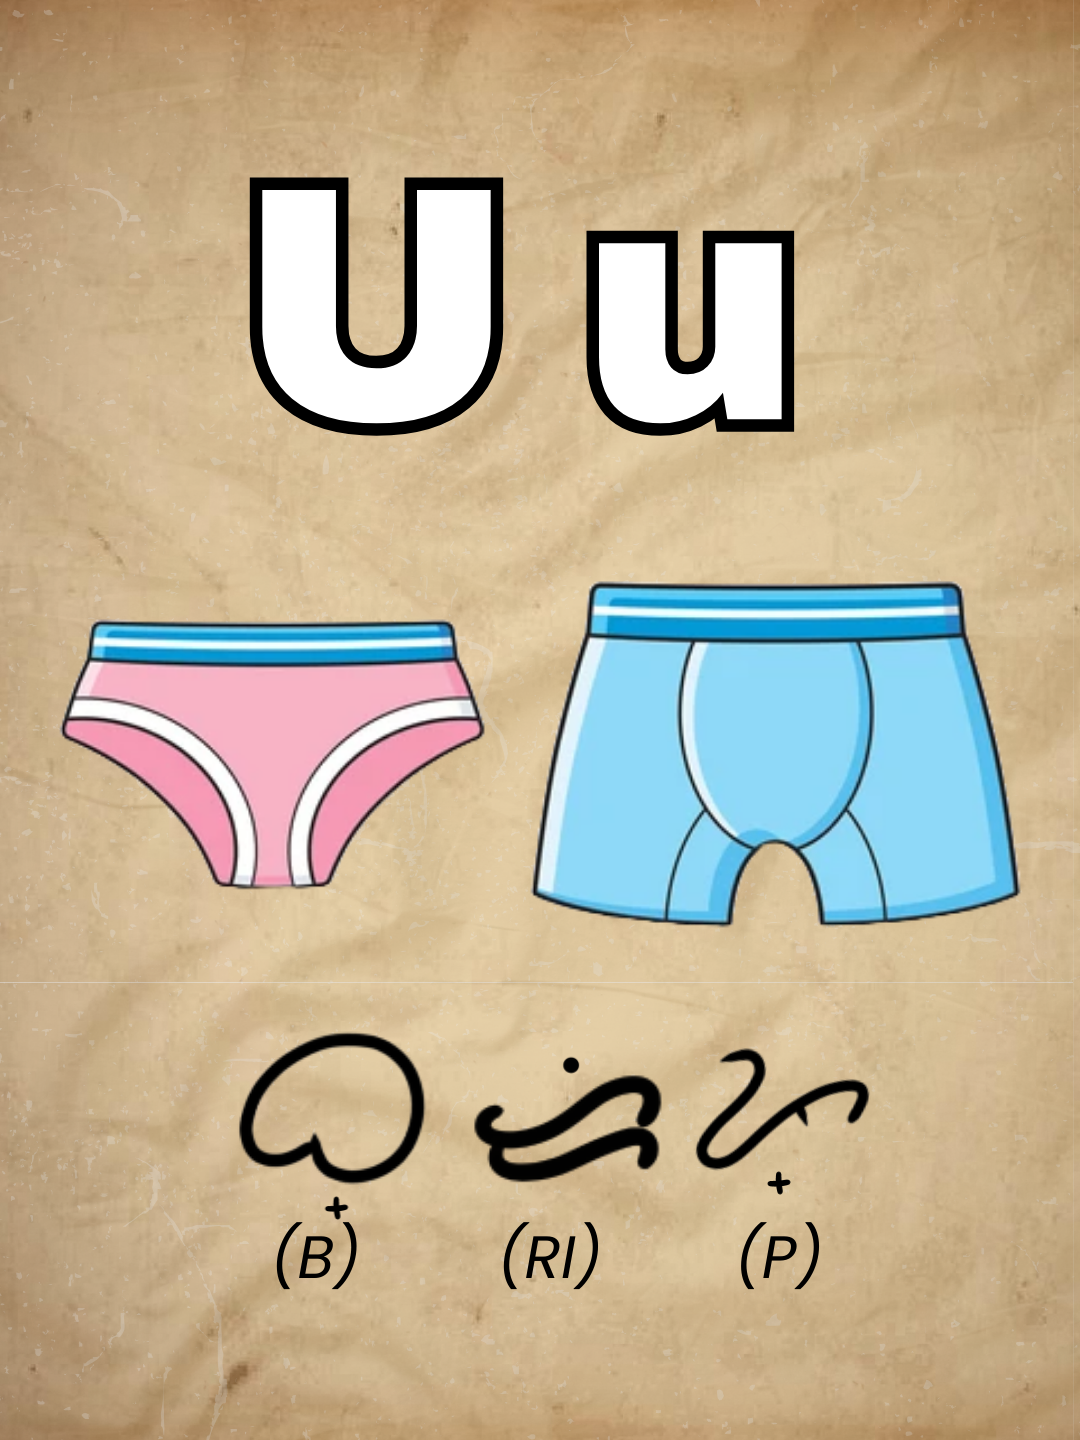 U u
ᜊ᜔ ᜇᜒ ᜉ᜔
(B) (RI) (P)